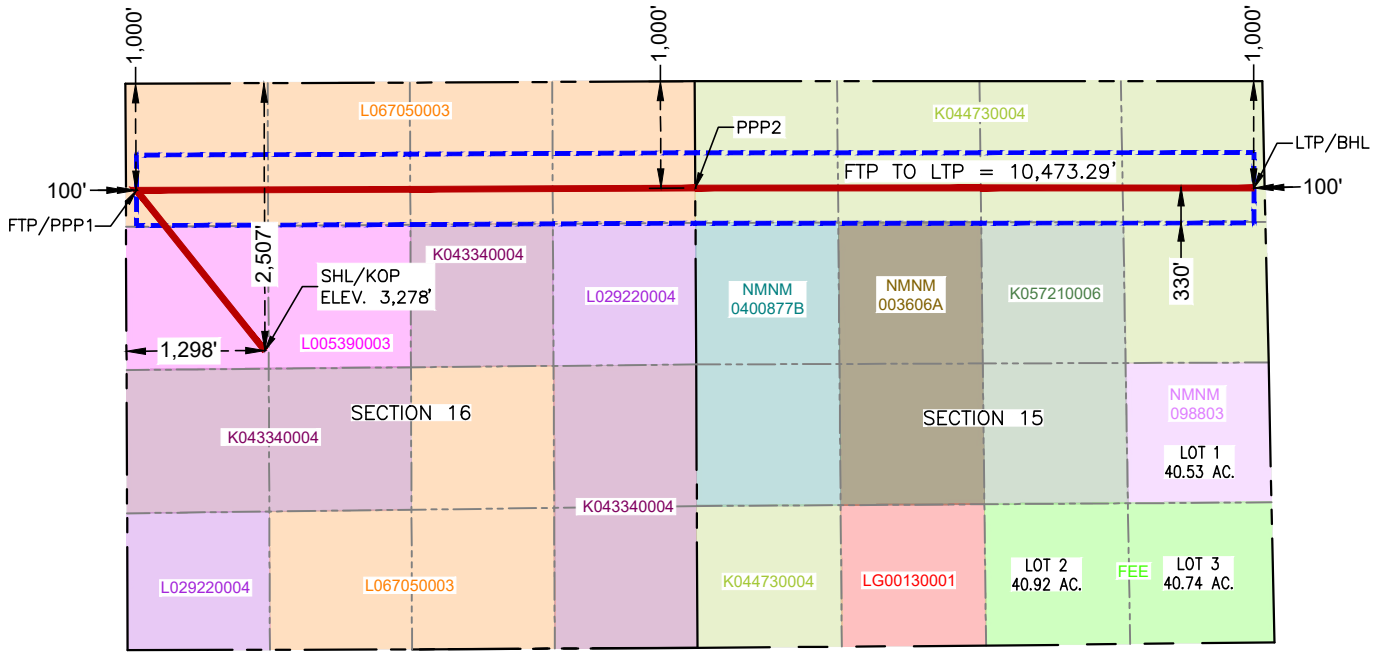 1,000'
1,000'
1,000'
L067050003
K044730004
PPP2
LTP/BHL
FTP TO LTP = 10,473.29'
100'
100'
FTP/PPP1
2,507'
K043340004
SHL/KOP
ELEV. 3,278'
L029220004
NMNM
0400877B
NMNM
003606A
K057210006
330'
1,298'
L005390003
SECTION 16
SECTION 15
NMNM
098803
K043340004
LOT 1
40.53 AC.
K043340004
L029220004
L067050003
K044730004
LG00130001
LOT 2
40.92 AC.
FEE
LOT 3
40.74 AC.